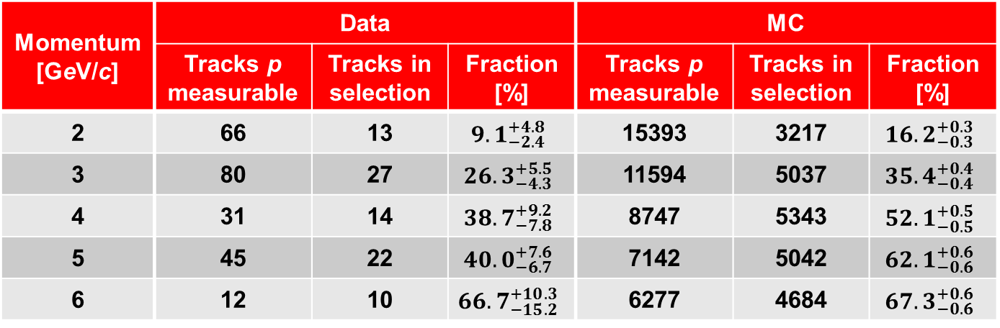 Momentum [GeV/c] Data MC
Tracks p measurable Tracks in selection Fraction [%] Tracks p measurable Tracks in selection Fraction [%]
2 66 13 9.1 +4.8 −2.4 15393 3217 16.2 +0.3 −0.3
3 80 27 26.3 +5.5 −4.3 11594 5037 35.4 +0.4 −0.4
4 31 14 38.7 +9.2 −7.8 8747 5343 52.1 +0.5 −0.5
5 45 22 40.0 +7.6 −6.7 7142 5042 62.1 +0.6 −0.6
6 12 10 66.7 +10.3 −15.2 6277 4684 67.3 +0.6 −0.6